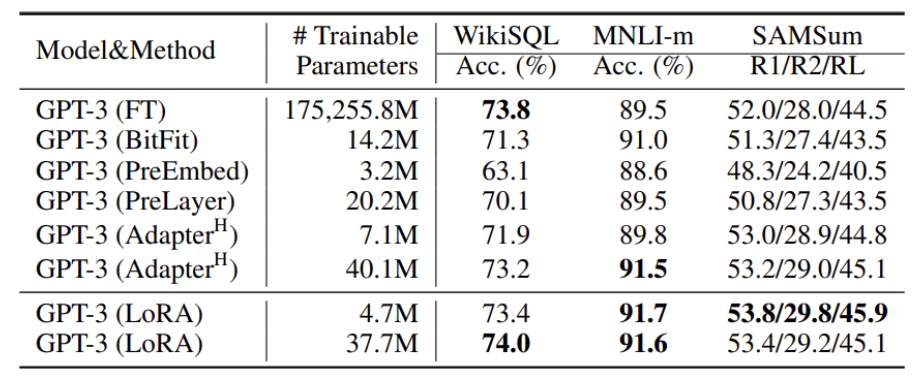 Model&Method # Trainable Parameters WikiSQL MNLI-m SAMSum
Acc. (%) Acc. (%) R1/R2/RL
GPT-3 (FT) 175,255.8M 73.8 89.5 52.0/28.0/44.5
GPT-3 (BitFit) 14.2M 71.3 91.0 51.3/27.4/43.5
GPT-3 (PreEmbed) 3.2M 63.1 88.6 48.3/24.2/40.5
GPT-3 (PreLayer) 20.2M 70.1 89.5 50.8/27.3/43.5
GPT-3 (Adapterᴴ) 7.1M 71.9 89.8 53.0/28.9/44.8
GPT-3 (Adapterᴴ) 40.1M 73.2 91.5 53.2/29.0/45.1
GPT-3 (LoRA) 4.7M 73.4 91.7 53.8/29.8/45.9
GPT-3 (LoRA) 37.7M 74.0 91.6 53.4/29.2/45.1